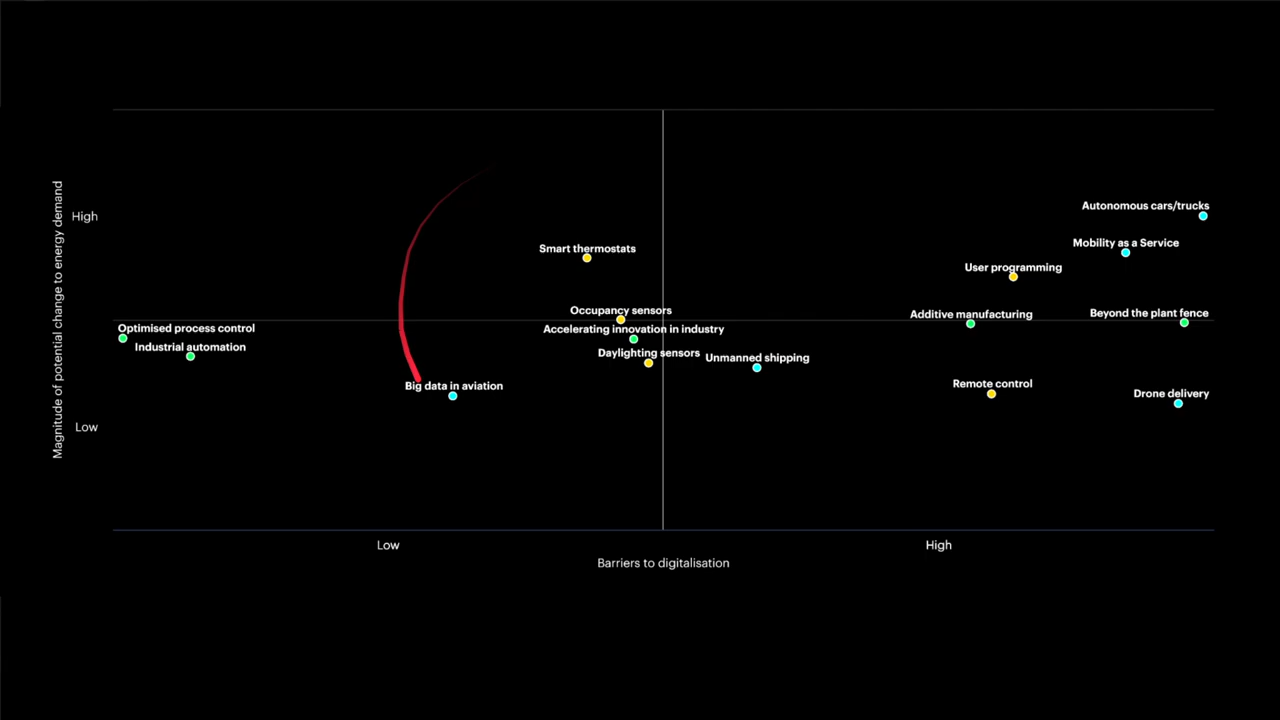 Autonomous cars/trucks
High
Mobility as a Service
Smart thermostats
User programming
Occupancy sensors
Additive manufacturing
Beyond the plant fence
Optimised process control
Accelerating innovation in industry
Industrial automation
Daylighting sensors
Unmanned shipping
Big data in aviation
Remote control
Drone delivery
Low
Magnitude of potential change to energy demand
Low
High
Barriers to digitalisation